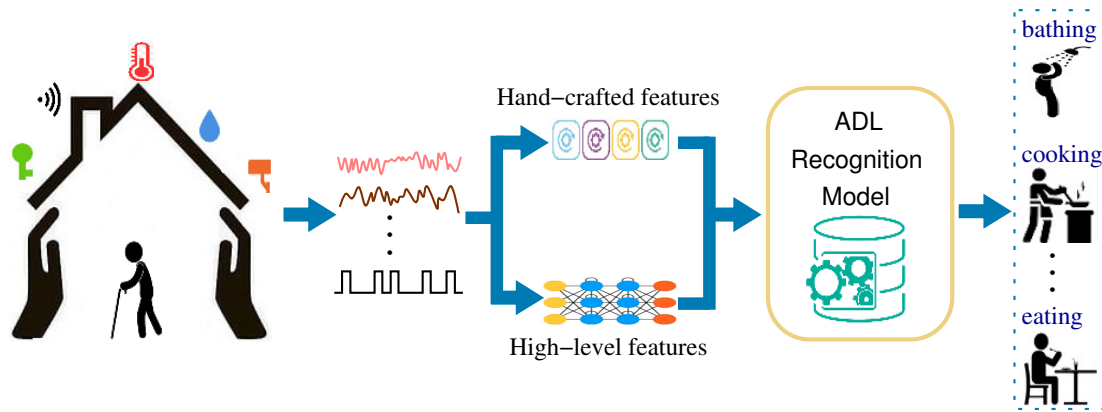 bathing
Hand−crafted features
ADL
Recognition
Model
cooking
eating
High−level features